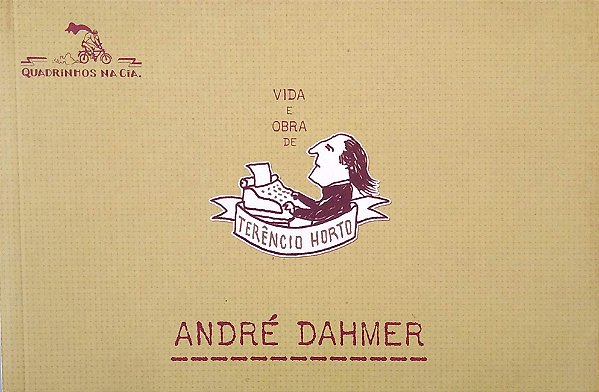 QUADRINHOS NA CIA.
VIDA
E
OBRA
DE
TERÊNCIO HORTO
ANDRÉ DAHMER